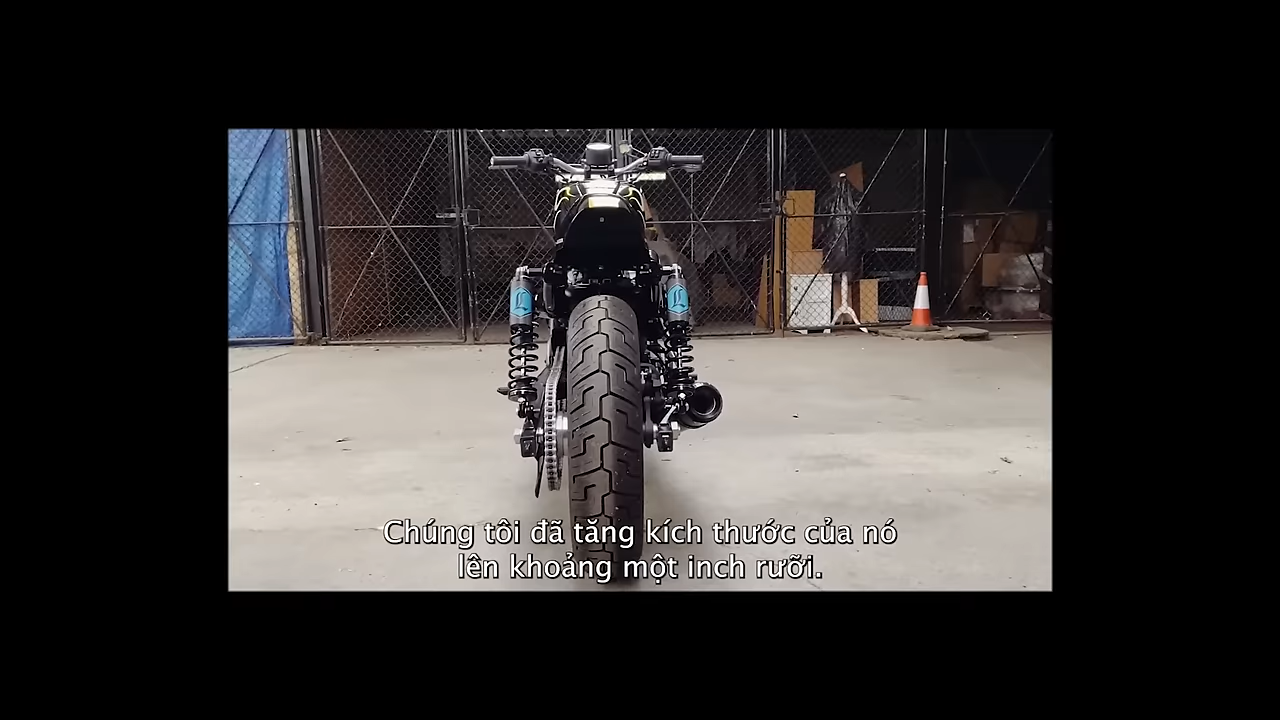 L
L
Chúng tôi đã tăng kích thước của nó
lên khoảng một inch rưỡi.